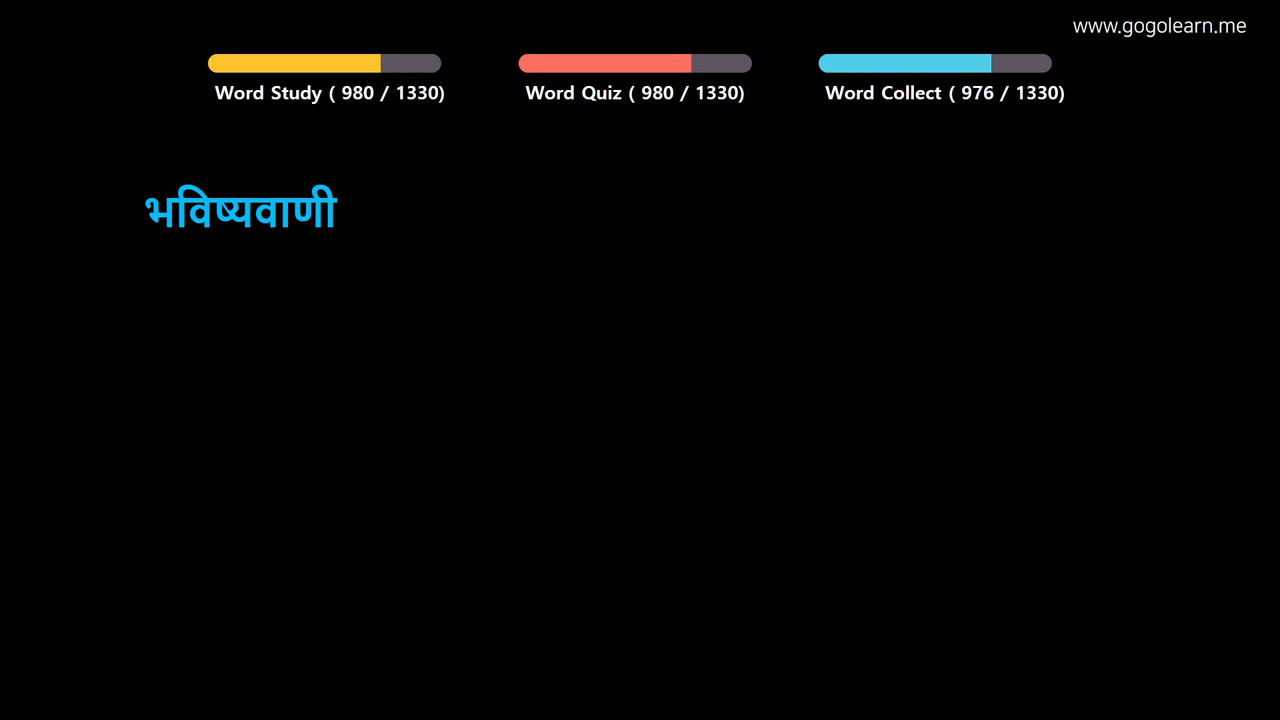 www.gogolearn.me
Word Study ( 980 / 1330) Word Quiz ( 980 / 1330) Word Collect ( 976 / 1330)
भविष्यवाणी